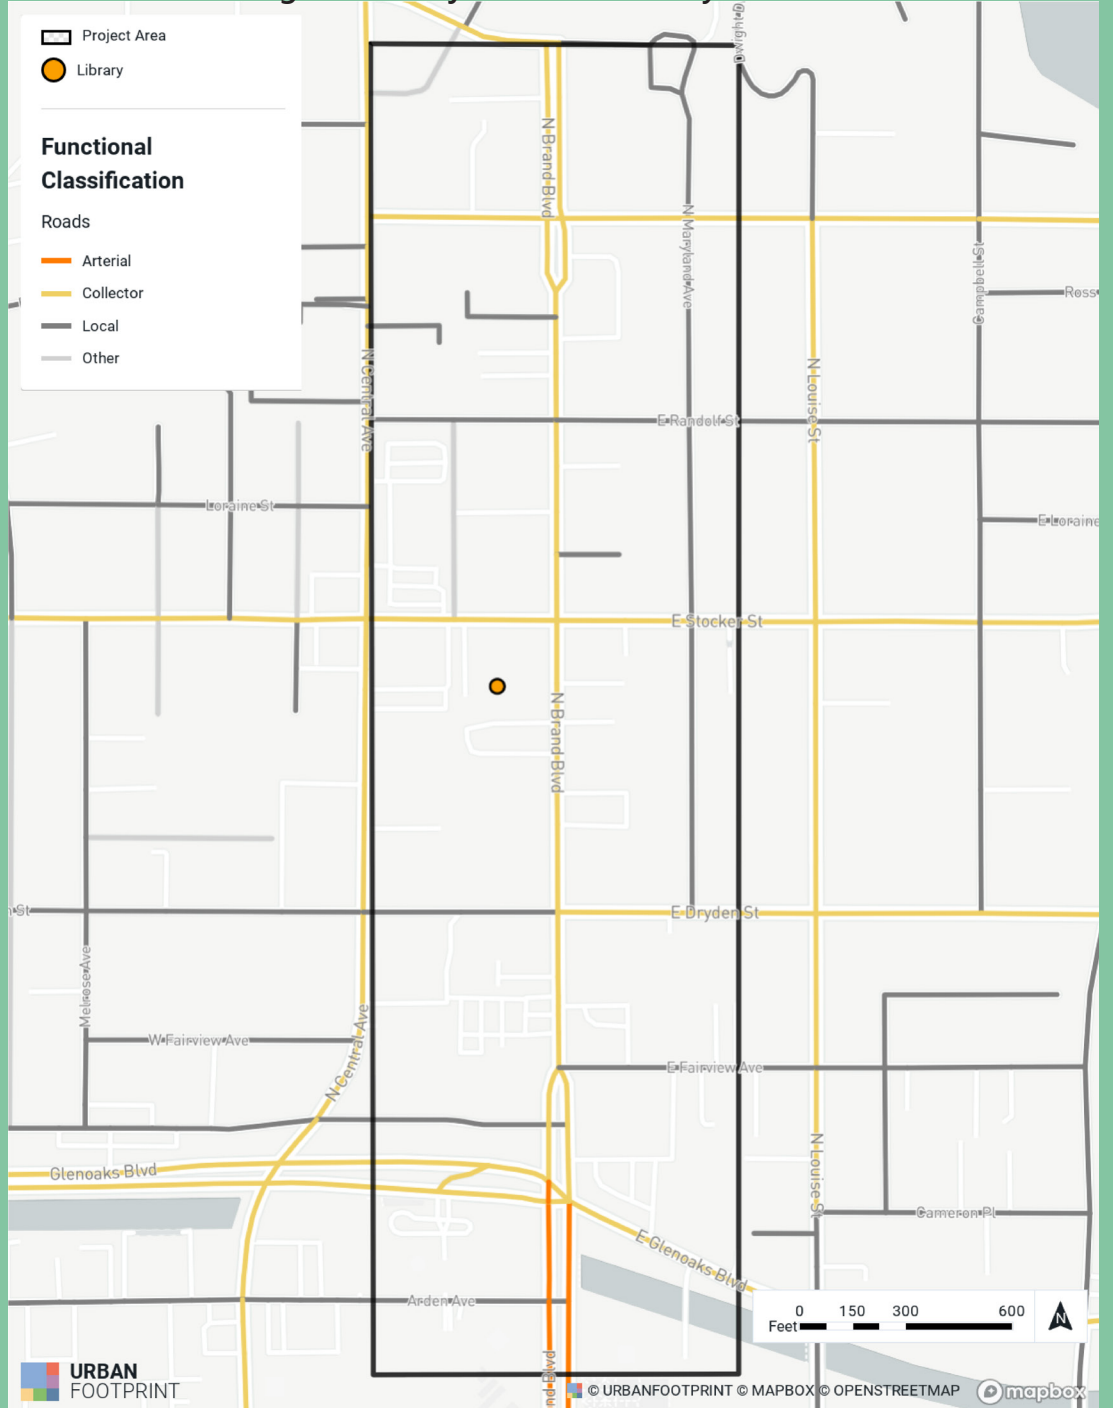 Project Area
Library
Functional
Classification
Roads
Arterial
Collector
Local
Other
N Brand Blvd
N Maryland Ave
Campbell St
Ross
N Central Ave
N Louise St
E Randolf St
Loraine St
E Loraine
E Stocker St
N Brand Blvd
St
E Dryden St
Melrose Ave
W Fairview Ave
N Central Ave
E Fairview Ave
Glenoaks Blvd
N Louise St
Cameron Pl
E Glenoaks Blvd
Arden Ave
0 150 300 600
Feet
N
URBAN
FOOTPRINT
© URBANFOOTPRINT © MAPBOX © OPENSTREETMAP
mapbox